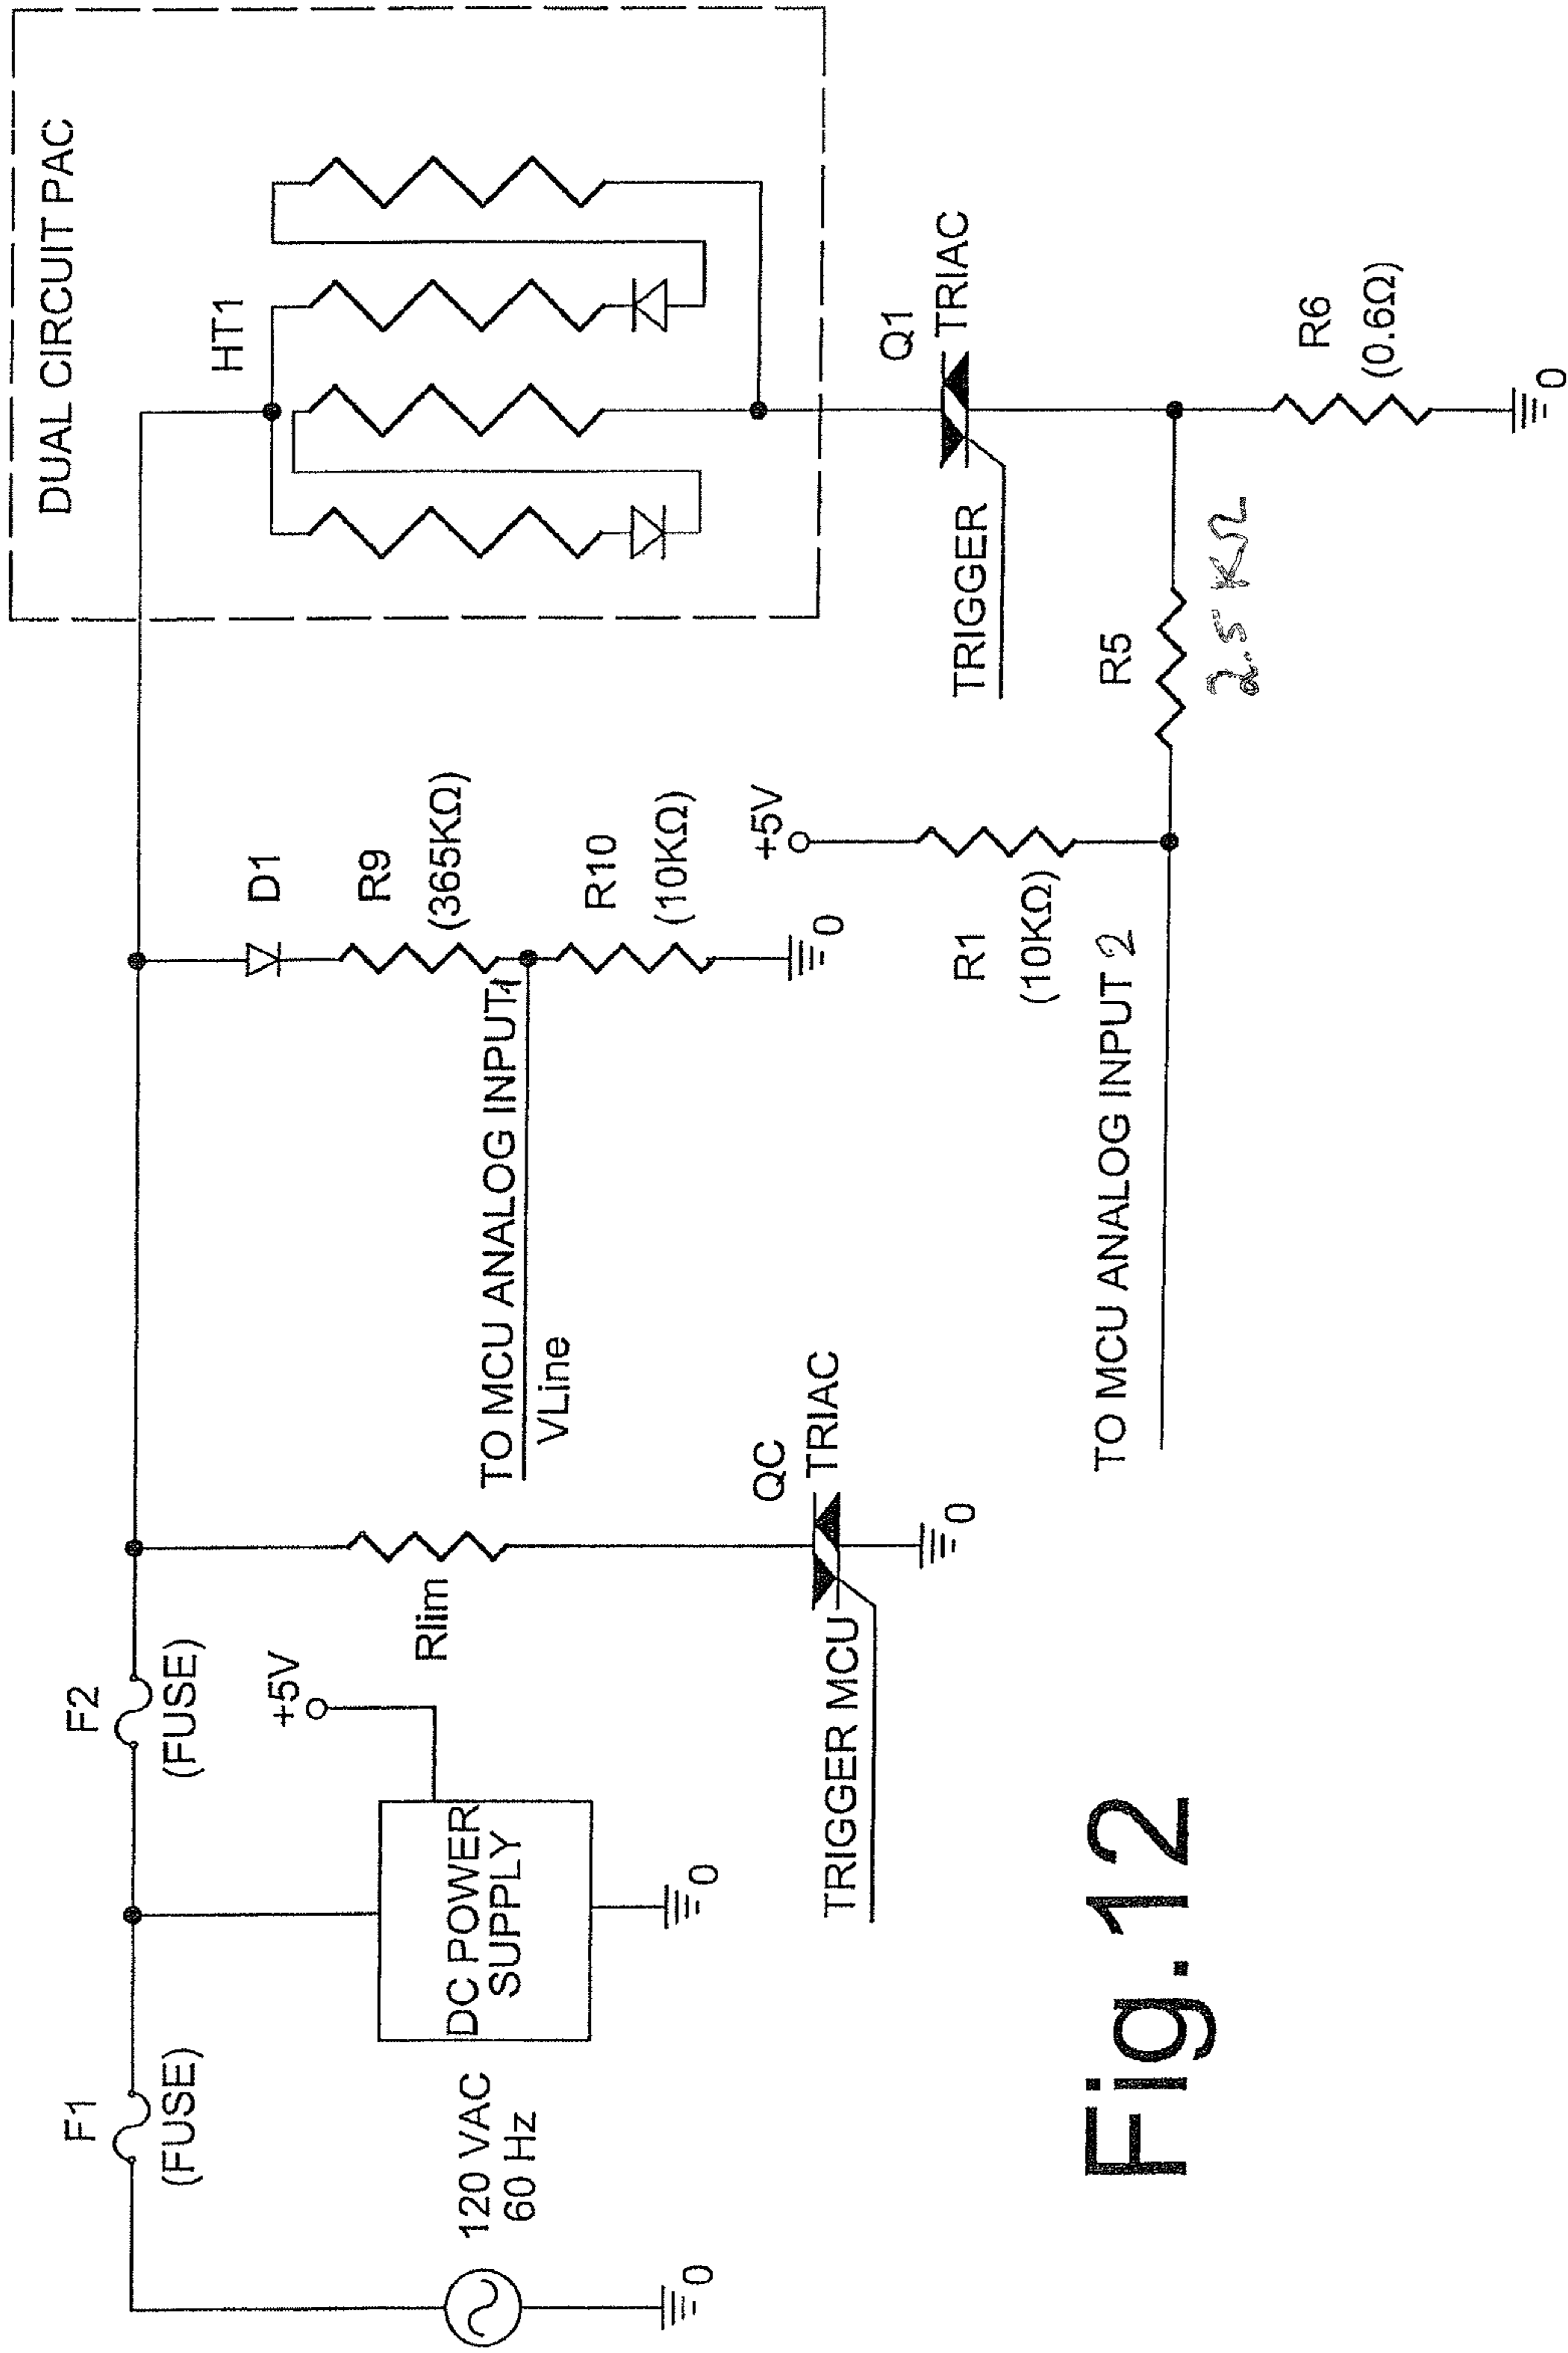 DUAL CIRCUIT PAC
HT1
F1
(FUSE)
F2
(FUSE)
120 VAC
60 Hz
0
DC POWER
SUPPLY
+5V
0
Rlim
QC
TRIAC
TRIGGER MCU
0
D1
R9
(365KΩ)
TO MCU ANALOG INPUT1
VLine
R10
(10KΩ)
0
+5V
R1
(10KΩ)
TO MCU ANALOG INPUT 2
R5
2.5 KΩ
Q1
TRIAC
TRIGGER
R6
(0.6Ω)
0
Fig.12